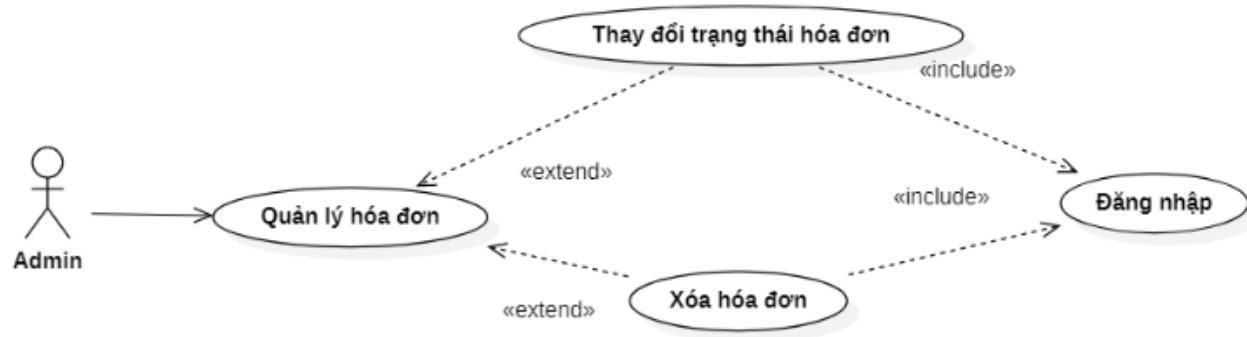 Thay đổi trạng thái hóa đơn
«include»
«extend»
«include»
Quản lý hóa đơn
Đăng nhập
Admin
Xóa hóa đơn
«extend»